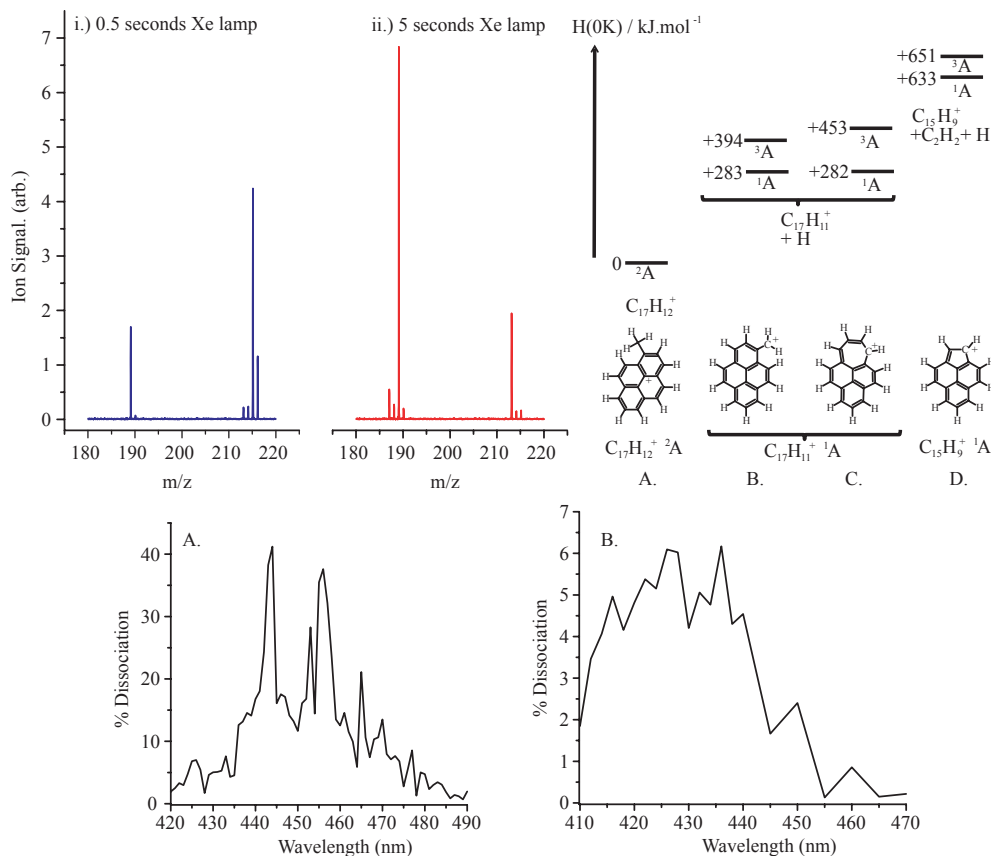 i.) 0.5 seconds Xe lamp
ii.) 5 seconds Xe lamp
Ion Signal. (arb.)
7
6
5
4
3
2
1
0
180 190 200 210 220
m/z
180 190 200 210 220
m/z
H(0K) / kJ.mol⁻¹
+651
³A
+633
¹A
C₁₅H₉⁺
+C₂H₂+ H
+453
³A
+394
³A
+283
¹A
+282
¹A
C₁₇H₁₁⁺
+ H
0
²A
C₁₇H₁₂⁺
C₁₇H₁₂⁺ ²A
C₁₇H₁₁⁺ ¹A
C₁₅H₉⁺ ¹A
A. B. C. D.
A.
% Dissociation
40
30
20
10
0
420 430 440 450 460 470 480 490
Wavelength (nm)
B.
% Dissociation
7
6
5
4
3
2
1
0
410 420 430 440 450 460 470
Wavelength (nm)